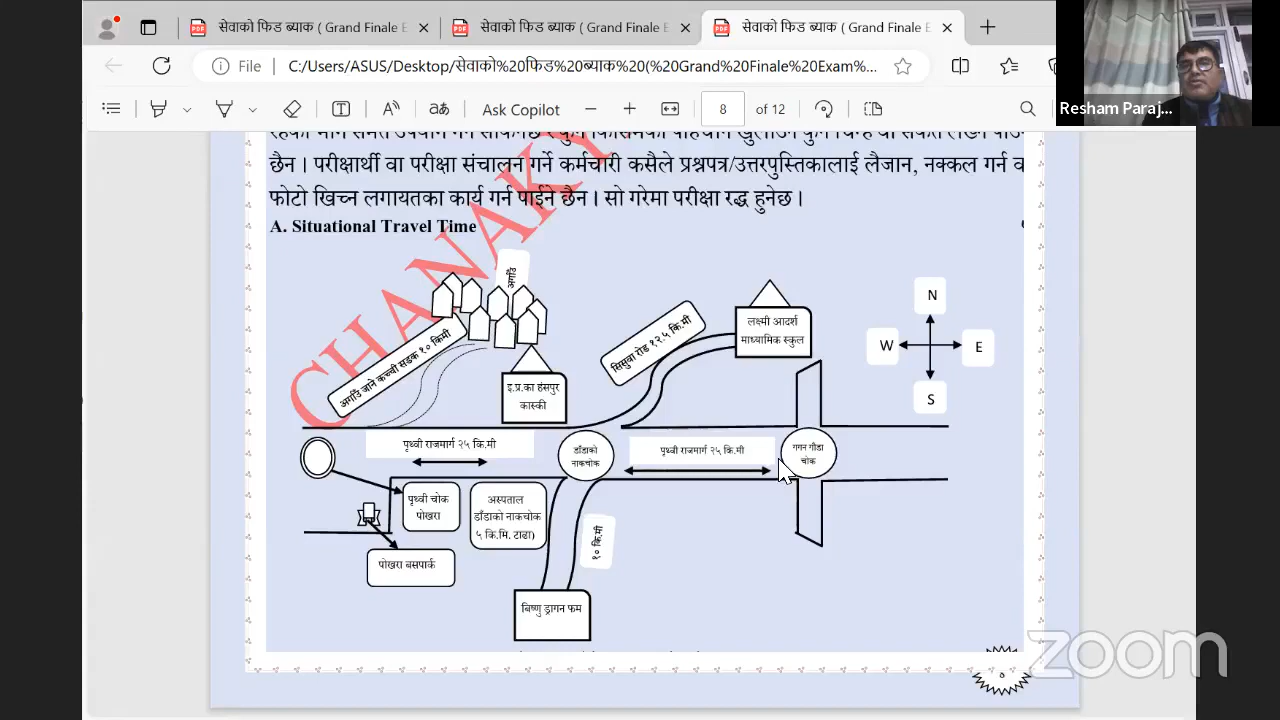 सेवाको फिड ब्याक ( Grand Finale E
सेवाको फिड ब्याक ( Grand Finale E
सेवाको फिड ब्याक ( Grand Finale E
File
C:/Users/ASUS/Desktop/सेवाको%20फिड%20ब्याक%20(%20Grand%20Finale%20Exam%...
Ask Copilot
8
of 12
Resham Paraj...
छैन । परीक्षार्थी वा परीक्षा संचालन गर्ने कर्मचारी कसैले प्रश्नपत्र/उत्तरपुस्तिकालाई लैजान, नक्कल गर्न व
फोटो खिच्न लगायतका कार्य गर्न पाईने छैन । सो गरेमा परीक्षा रद्ध हुनेछ ।
A. Situational Travel Time
CHANAKY
अर्गाउँ
अर्गाउँ जाने कच्ची सडक १० किमी
सिसुवा रोड १२.५ कि.मी
लक्ष्मी आदर्श
माध्यामिक स्कुल
N
W
E
S
इ.प्र.का हंसपुर
कास्की
पृथ्वी राजमार्ग २५ कि.मी
डाँडाको
नाकचोक
पृथ्वी राजमार्ग २५ कि.मी
गगन गौडा
चोक
पृथ्वी चोक
पोखरा
अस्पताल
डाँडाको नाकचोक
५ कि.मि. टाढा)
१० कि.मी
पोखरा बसपार्क
बिष्णु ड्रागन फम
५
zoom